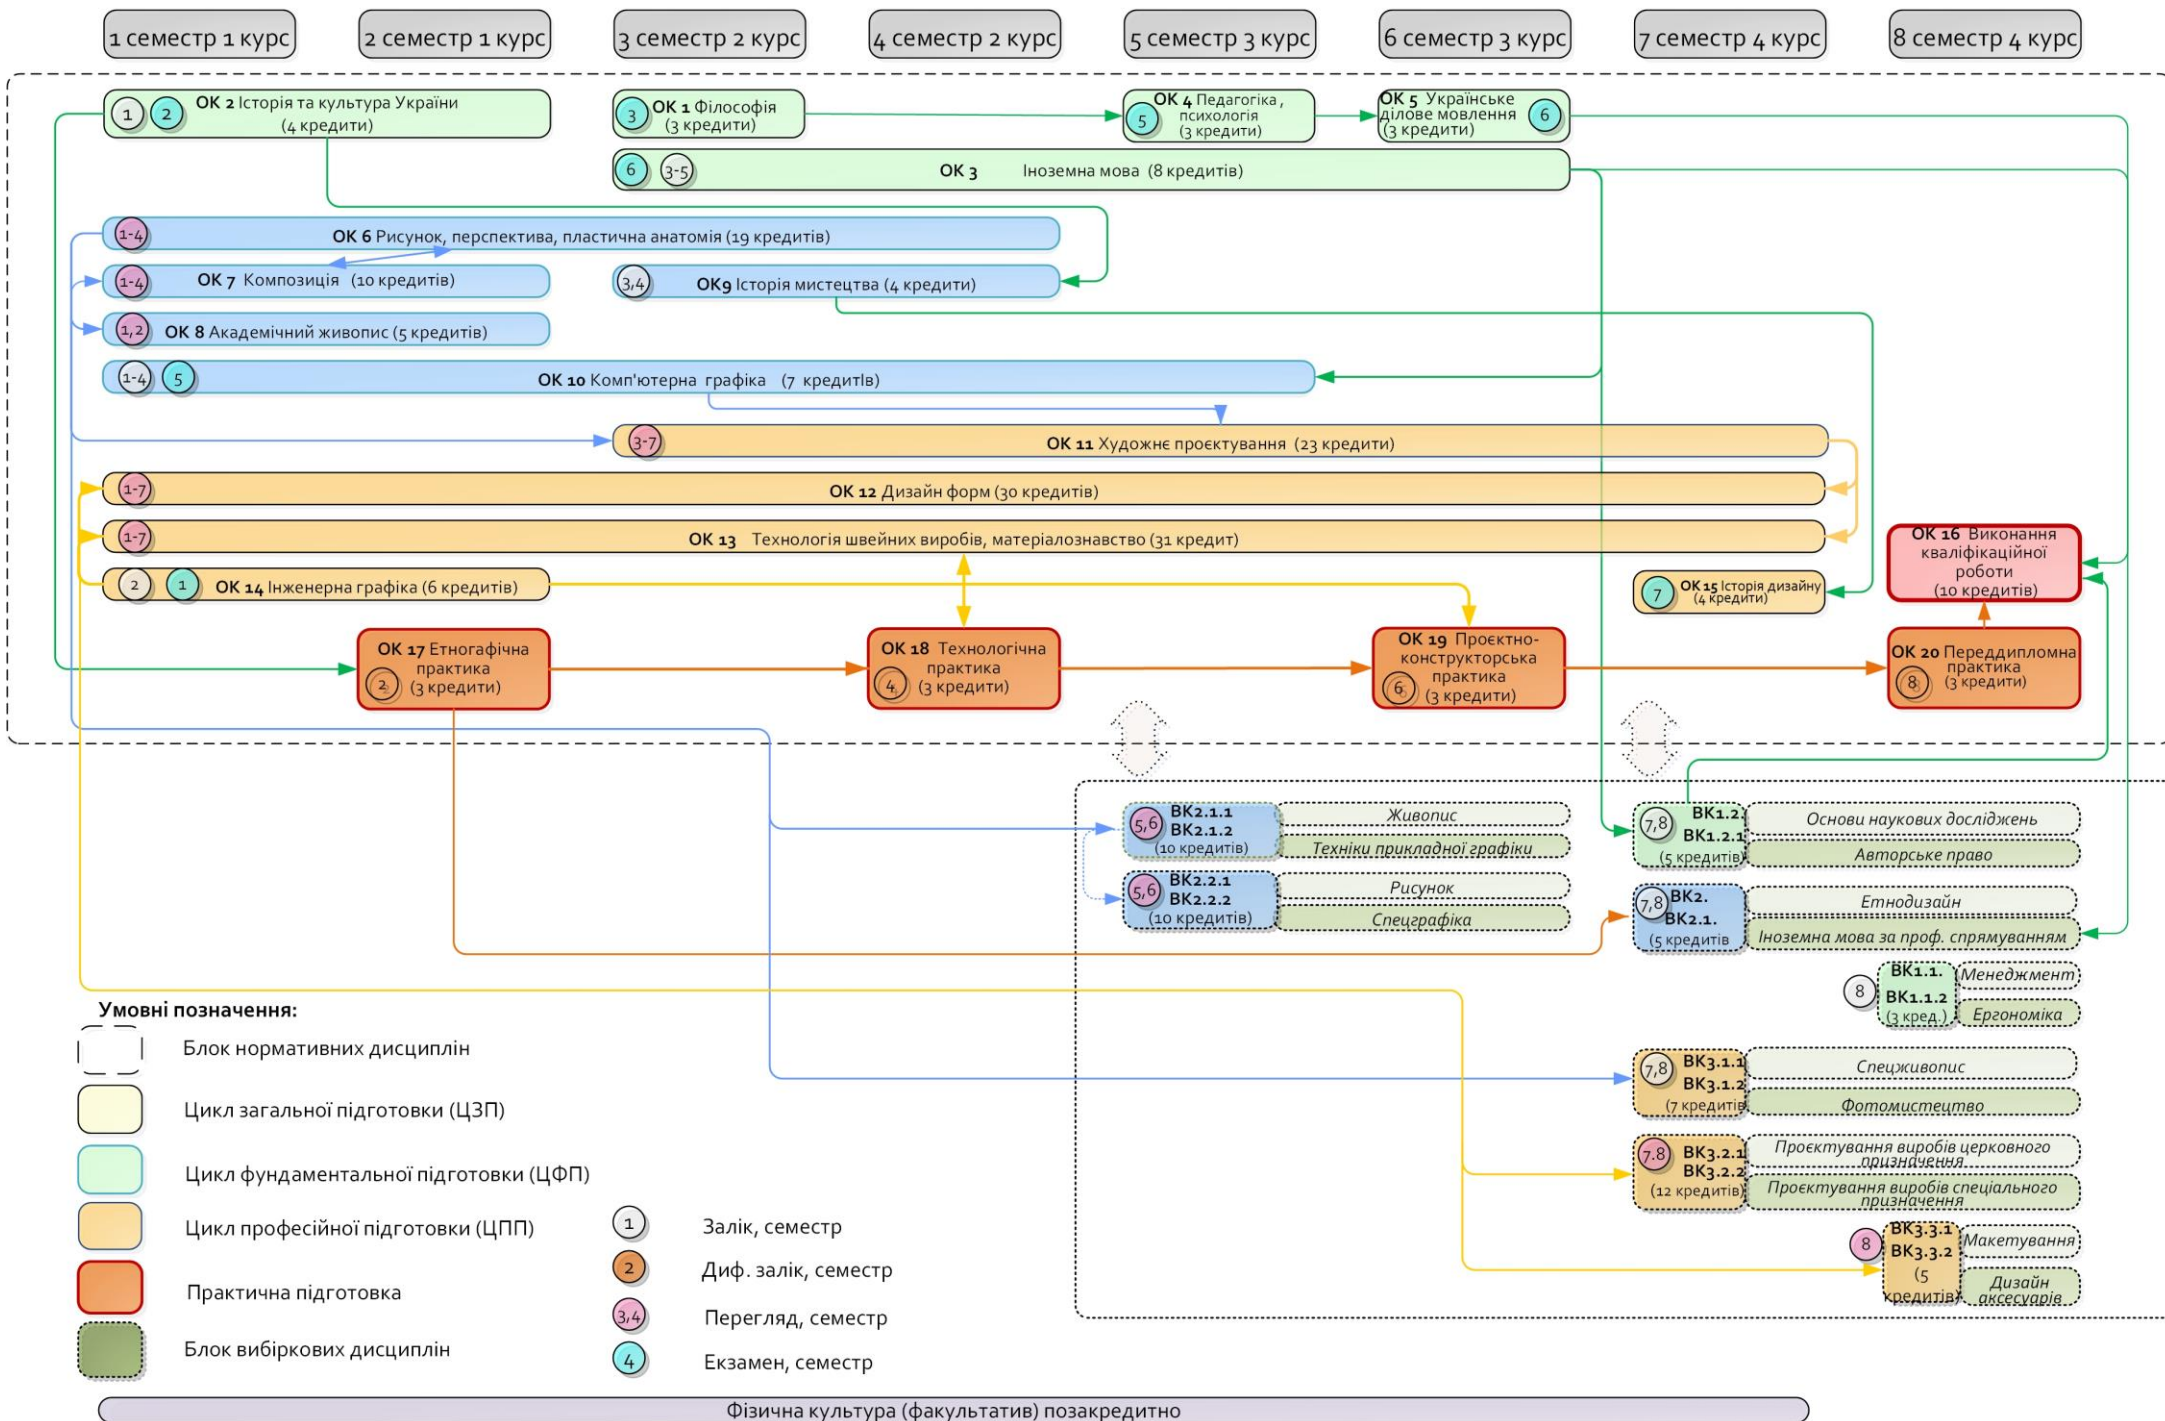 1 семестр 1 курс
2 семестр 1 курс
3 семестр 2 курс
4 семестр 2 курс
5 семестр 3 курс
6 семестр 3 курс
7 семестр 4 курс
8 семестр 4 курс
1
2
ОК 2 Історія та культура України
(4 кредити)
3
ОК 1 Філософія
(3 кредити)
5
ОК 4 Педагогіка,
психологія
(3 кредити)
ОК 5 Українське
ділове мовлення
(3 кредити)
6
6
3-5
ОК 3 Іноземна мова (8 кредитів)
1-4
ОК 6 Рисунок, перспектива, пластична анатомія (19 кредитів)
1-4
ОК 7 Композиція (10 кредитів)
3,4
ОК9 Історія мистецтва (4 кредити)
1,2
ОК 8 Академічний живопис (5 кредитів)
1-4
5
ОК 10 Комп'ютерна графіка (7 кредитІв)
3-7
ОК 11 Художнє проєктування (23 кредити)
1-7
ОК 12 Дизайн форм (30 кредитів)
1-7
ОК 13 Технологія швейних виробів, матеріалознавство (31 кредит)
ОК 16 Виконання
кваліфікаційної
роботи
(10 кредитів)
2
1
ОК 14 Інженерна графіка (6 кредитів)
7
ОК 15 Історія дизайну
(4 кредити)
ОК 17 Етногафічна
практика
2
(3 кредити)
ОК 18 Технологічна
практика
4
(3 кредити)
ОК 19 Проєктно-
конструкторська
практика
6
(3 кредити)
ОК 20 Переддипломна
практика
8
(3 кредити)
5,6
ВК2.1.1
ВК2.1.2
(10 кредитів)
Живопис
Техніки прикладної графіки
7,8
ВК1.2.
ВК1.2.1
(5 кредитів)
Основи наукових досліджень
Авторське право
5,6
ВК2.2.1
ВК2.2.2
(10 кредитів)
Рисунок
Спецграфіка
7,8
ВК2.
ВК2.1.
(5 кредитів
Етнодизайн
Іноземна мова за проф. спрямуванням
8
ВК1.1.
ВК1.1.2
(3 кред.)
Менеджмент
Ергономіка
7,8
ВК3.1.1
ВК3.1.2
(7 кредитів
Спецживопис
Фотомистецтво
7.8
ВК3.2.1
ВК3.2.2
(12 кредитів)
Проєктування виробів церковного
призначення
Проєктування виробів спеціального
призначення
8
ВК3.3.1
ВК3.3.2
(5
кредитів)
Макетування
Дизайн
аксесуарів
Умовні позначення:
Блок нормативних дисциплін
Цикл загальної підготовки (ЦЗП)
Цикл фундаментальної підготовки (ЦФП)
Цикл професійної підготовки (ЦПП)
Практична підготовка
Блок вибіркових дисциплін
1
Залік, семестр
2
Диф. залік, семестр
3,4
Перегляд, семестр
4
Екзамен, семестр
Фізична культура (факультатив) позакредитно